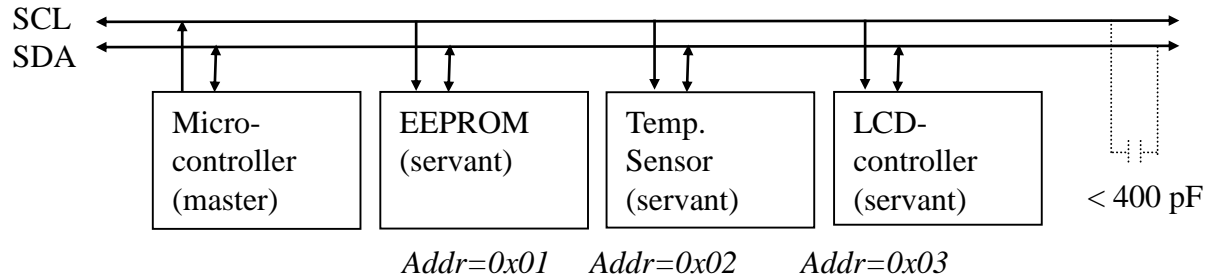 SCL
SDA
Micro-
controller
(master)
EEPROM
(servant)
Temp.
Sensor
(servant)
LCD-
controller
(servant)
< 400 pF
Addr=0x01
Addr=0x02
Addr=0x03